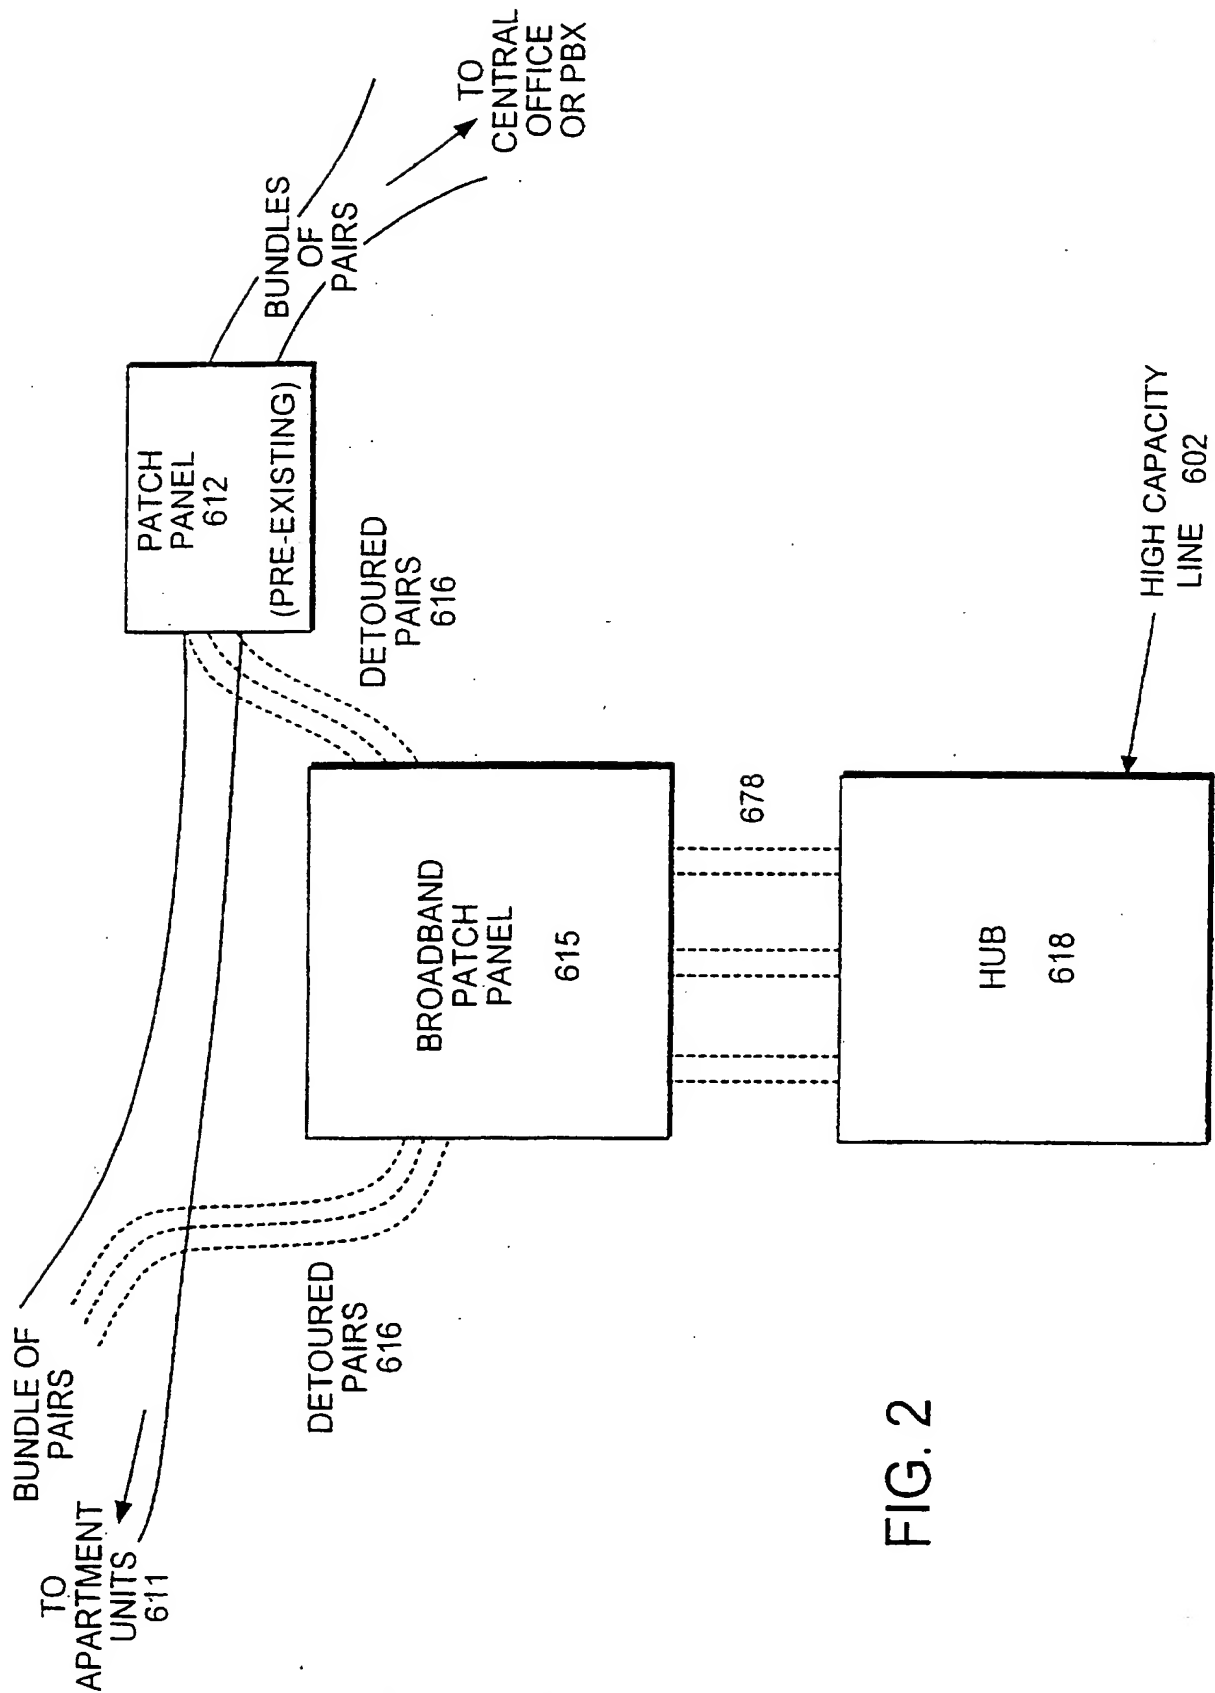 TO
APARTMENT
UNITS
611
BUNDLE OF
PAIRS
DETOURED
PAIRS
616
BROADBAND
PATCH
PANEL
615
678
HUB
618
HIGH CAPACITY
LINE 602
DETOURED
PAIRS
616
PATCH
PANEL
612
(PRE-EXISTING)
BUNDLES
OF
PAIRS
TO
CENTRAL
OFFICE
OR PBX
FIG. 2